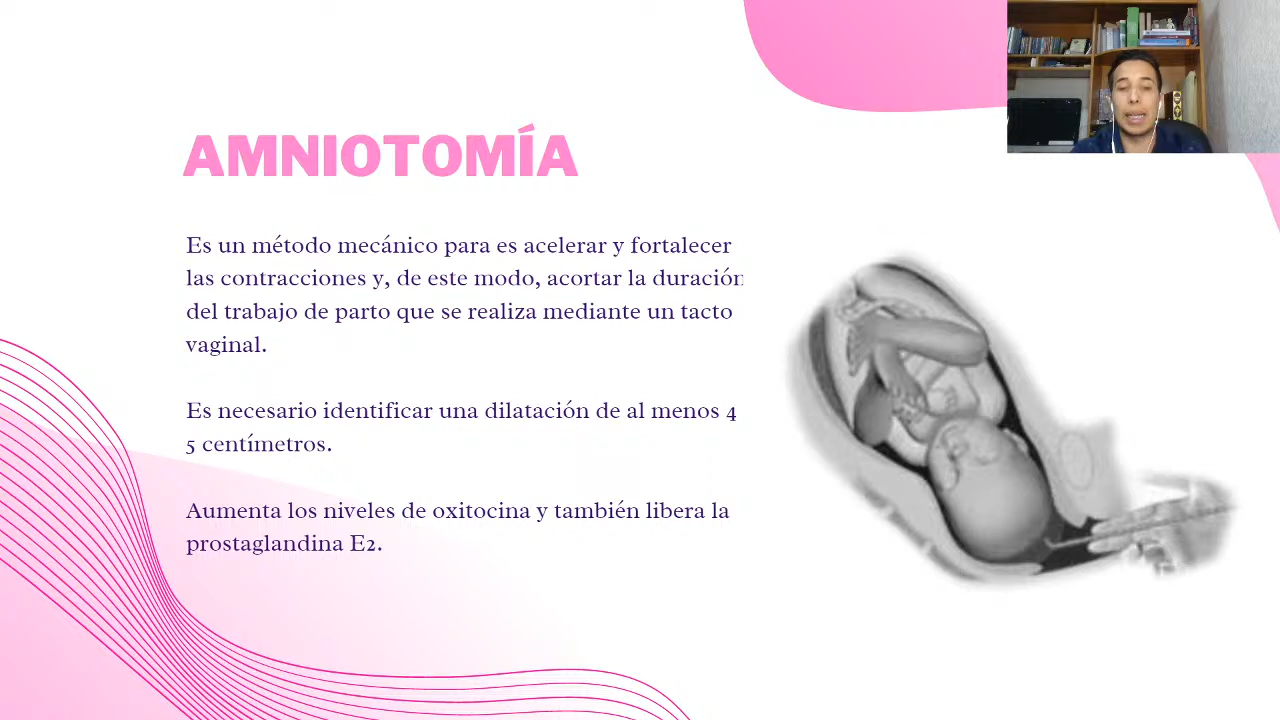 AMNIOTOMÍA
Es un método mecánico para es acelerar y fortalecer
las contracciones y, de este modo, acortar la duración
del trabajo de parto que se realiza mediante un tacto
vaginal.
Es necesario identificar una dilatación de al menos 4
5 centímetros.
Aumenta los niveles de oxitocina y también libera la
prostaglandina E2.